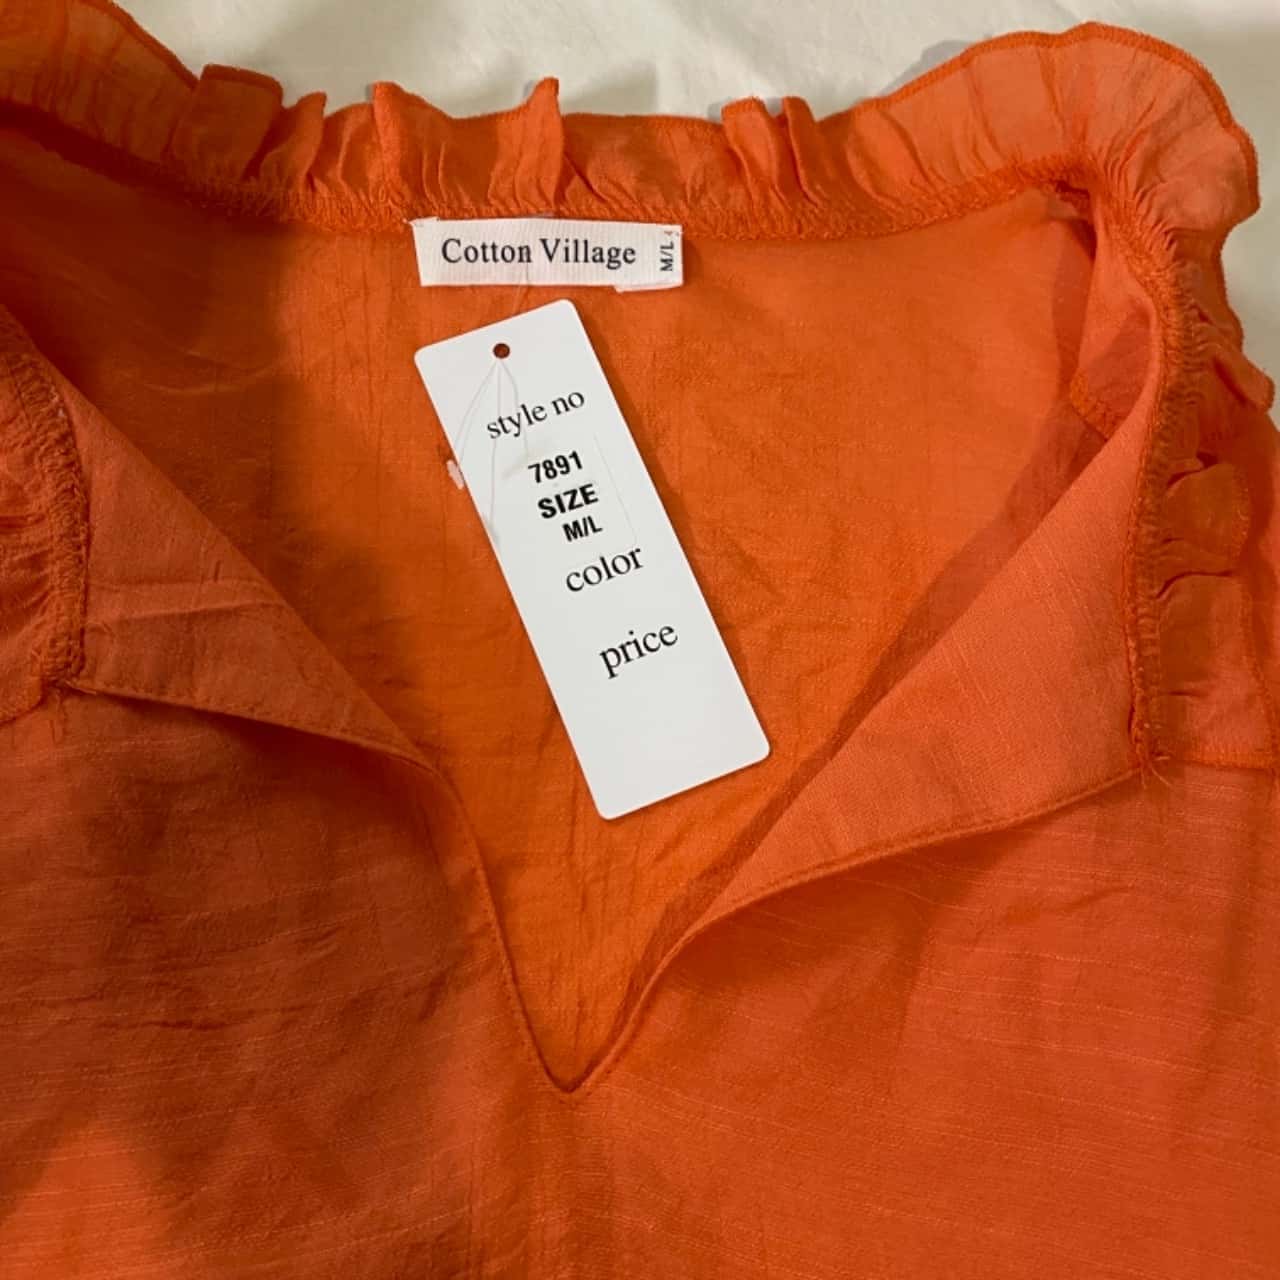 Cotton Village
M/L
style no
7891
SIZE
M/L
color
price